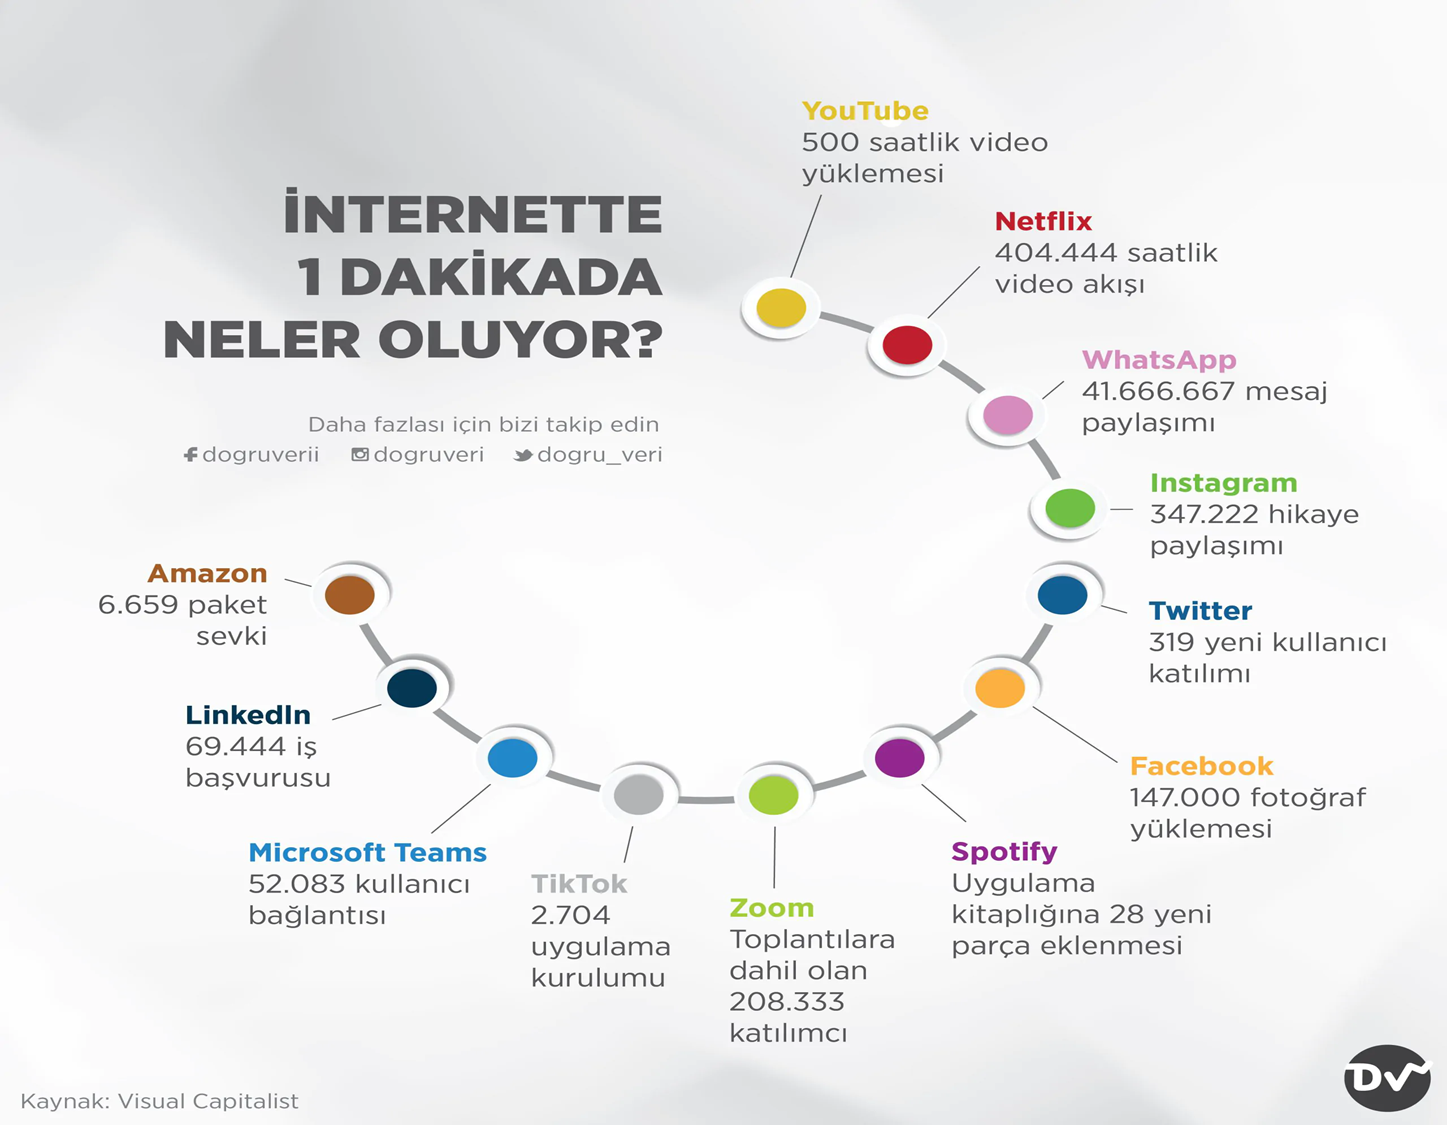 İNTERNETTE
1 DAKİKADA
NELER OLUYOR?
Daha fazlası için bizi takip edin
dogruverii dogruveri dogru_veri
YouTube
500 saatlik video
yüklemesi
Netflix
404.444 saatlik
video akışı
WhatsApp
41.666.667 mesaj
paylaşımı
Instagram
347.222 hikaye
paylaşımı
Twitter
319 yeni kullanıcı
katılımı
Facebook
147.000 fotoğraf
yüklemesi
Spotify
Uygulama
kitaplığına 28 yeni
parça eklenmesi
Zoom
Toplantılara
dahil olan
208.333
katılımcı
TikTok
2.704
uygulama
kurulumu
Microsoft Teams
52.083 kullanıcı
bağlantısı
LinkedIn
69.444 iş
başvurusu
Amazon
6.659 paket
sevki
Kaynak: Visual Capitalist
DV